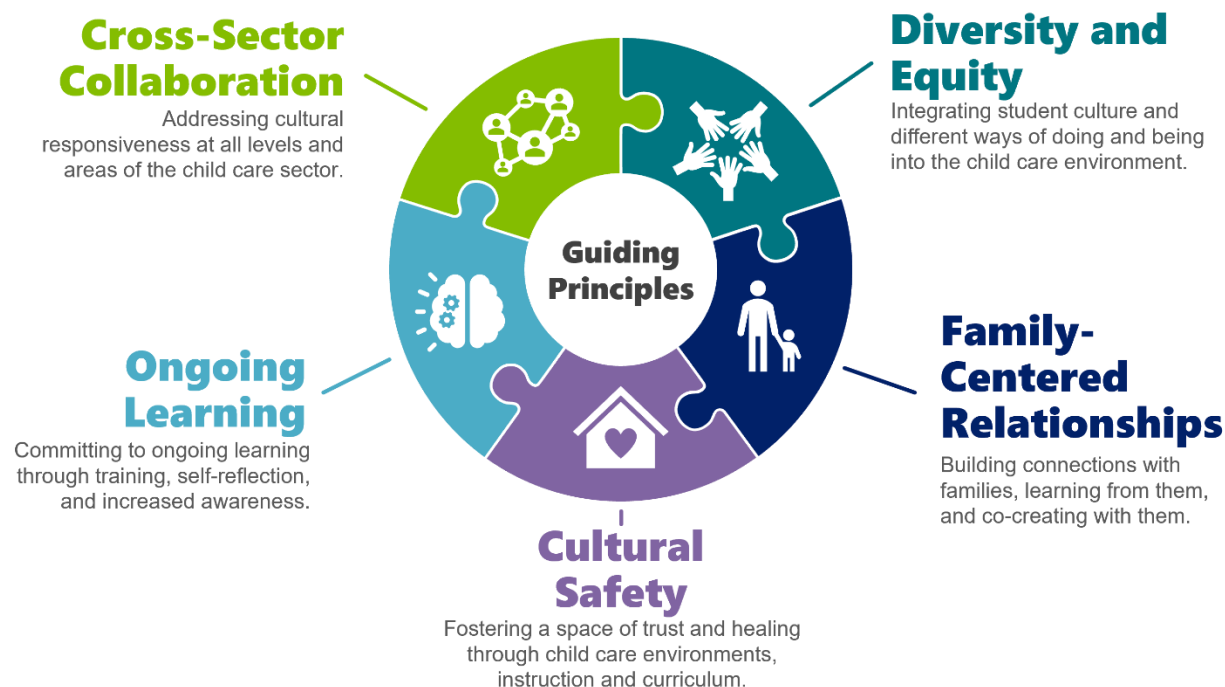 Cross-Sector
Collaboration
Addressing cultural
responsiveness at all levels and
areas of the child care sector.
Diversity and
Equity
Integrating student culture and
different ways of doing and being
into the child care environment.
Guiding
Principles
Family-
Centered
Relationships
Building connections with
families, learning from them,
and co-creating with them.
Ongoing
Learning
Committing to ongoing learning
through training, self-reflection,
and increased awareness.
Cultural
Safety
Fostering a space of trust and healing
through child care environments,
instruction and curriculum.